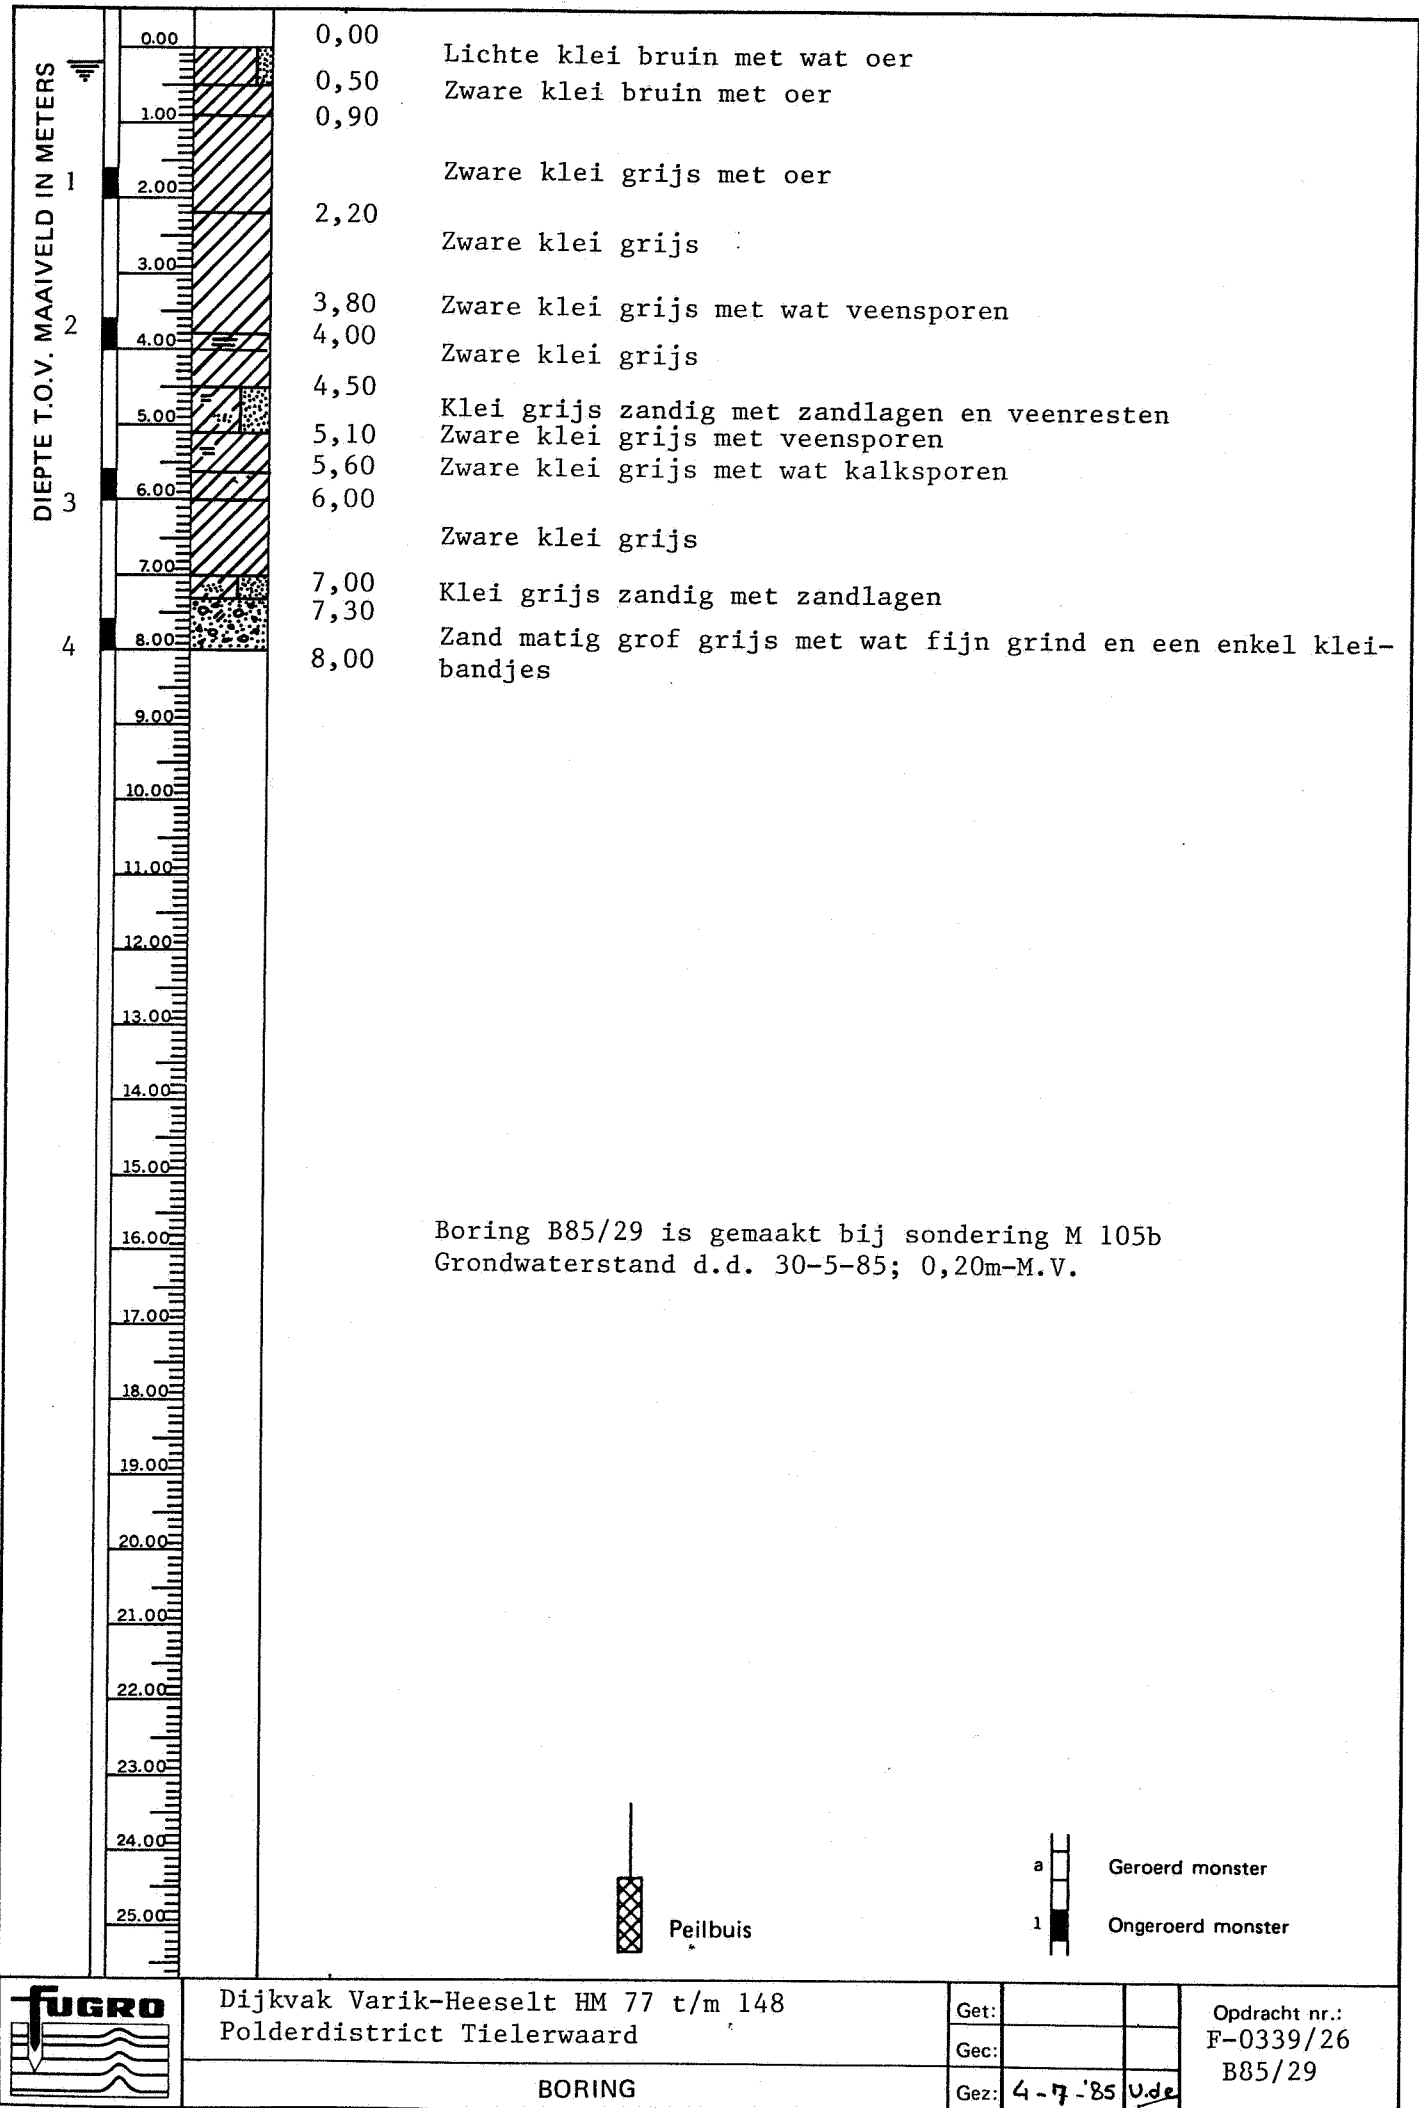 DIEPTE T.O.V. MAAIVELD IN METERS
0.00
1.00
2.00
3.00
4.00
5.00
6.00
7.00
8.00
9.00
10.00
11.00
12.00
13.00
14.00
15.00
16.00
17.00
18.00
19.00
20.00
21.00
22.00
23.00
24.00
25.00
1
2
3
4
0,00
Lichte klei bruin met wat oer
0,50
Zware klei bruin met oer
0,90
Zware klei grijs met oer
2,20
Zware klei grijs
3,80 Zware klei grijs met wat veensporen
4,00
Zware klei grijs
4,50
Klei grijs zandig met zandlagen en veenresten
5,10 Zware klei grijs met veensporen
5,60 Zware klei grijs met wat kalksporen
6,00
Zware klei grijs
7,00
Klei grijs zandig met zandlagen
7,30
Zand matig grof grijs met wat fijn grind en een enkel klei-
8,00 bandjes
Boring B85/29 is gemaakt bij sondering M 105b
Grondwaterstand d.d. 30-5-85; 0,20m-M.V.
Peilbuis
a Geroerd monster
1 Ongeroerd monster
fugro
Dijkvak Varik-Heeselt HM 77 t/m 148
Polderdistrict Tielerwaard
BORING
Get:
Gec:
Gez: 4-7-'85 v.de
Opdracht nr.:
F-0339/26
B85/29